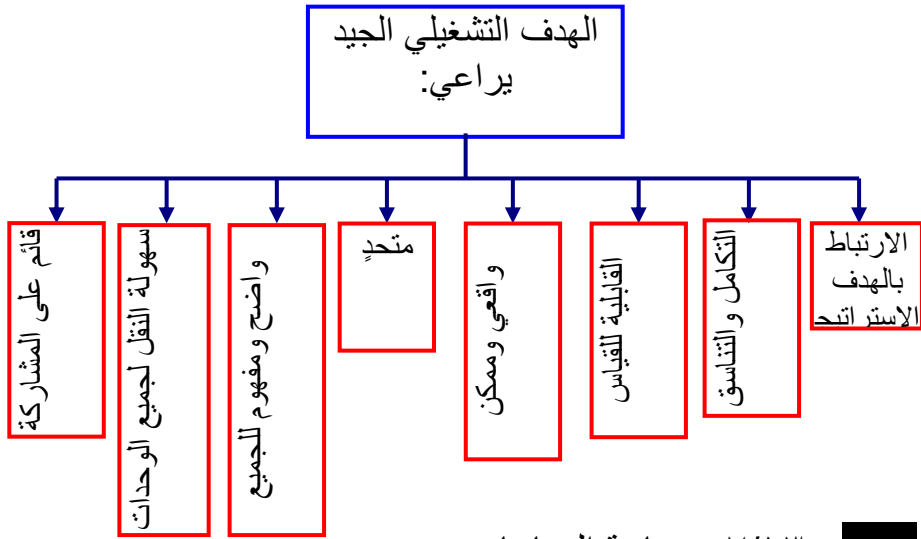 الهدف التشغيلي الجيد
يراعي:
الارتباط
بالهدف
التكامل والتناسق
القابلية للقياس
واقعي وممكن
متحدٍ
واضح ومفهوم للجميع
سهولة النقل لجميع الوحدات
قائم على المشاركة